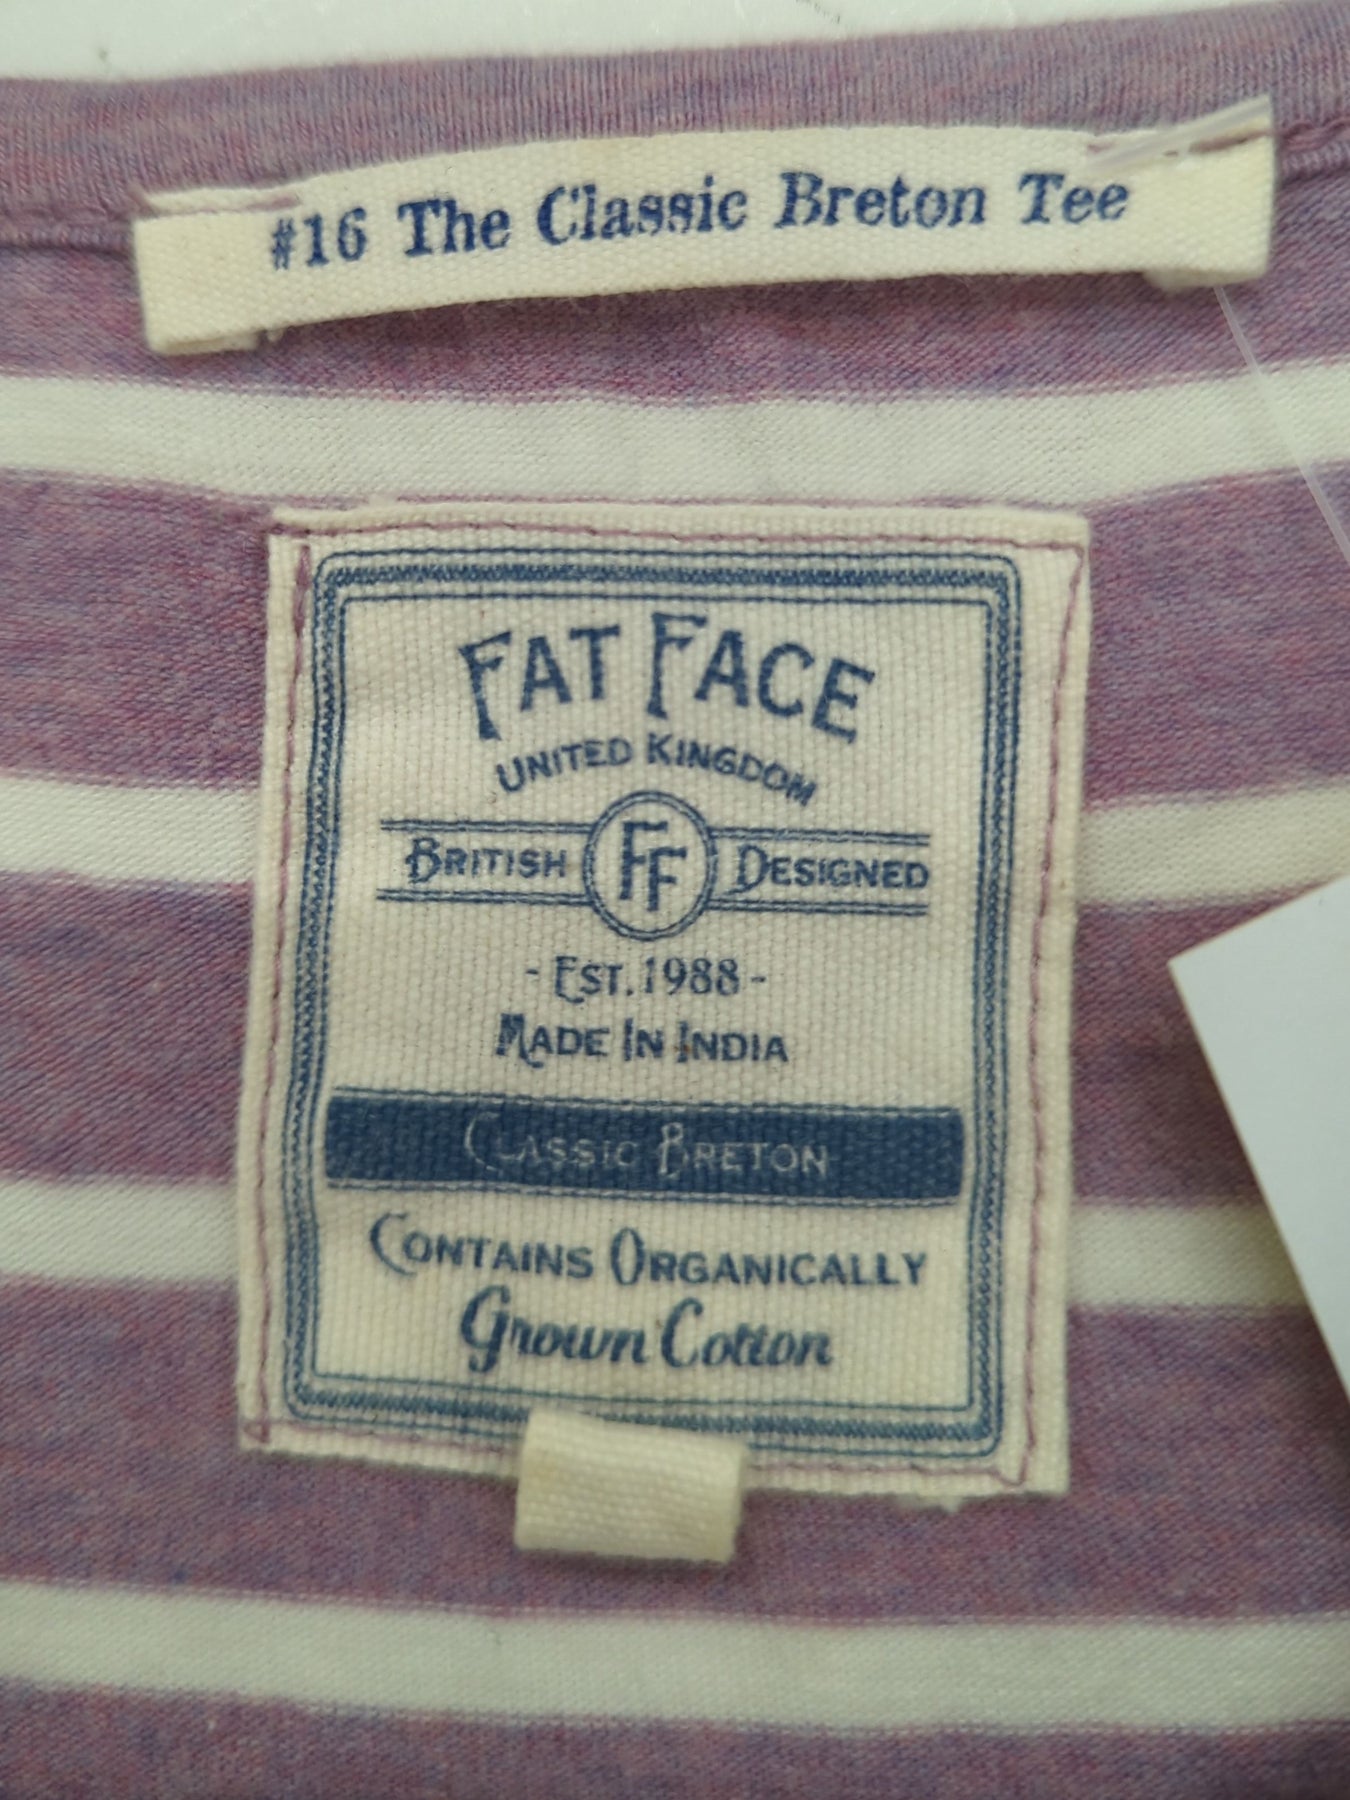 #16 The Classic Breton Tee
FAT FACE
UNITED KINGDOM
BRITISH FF DESIGNED
- EST. 1988 -
MADE IN INDIA
CLASSIC BRETON
CONTAINS ORGANICALLY
Grown Cotton